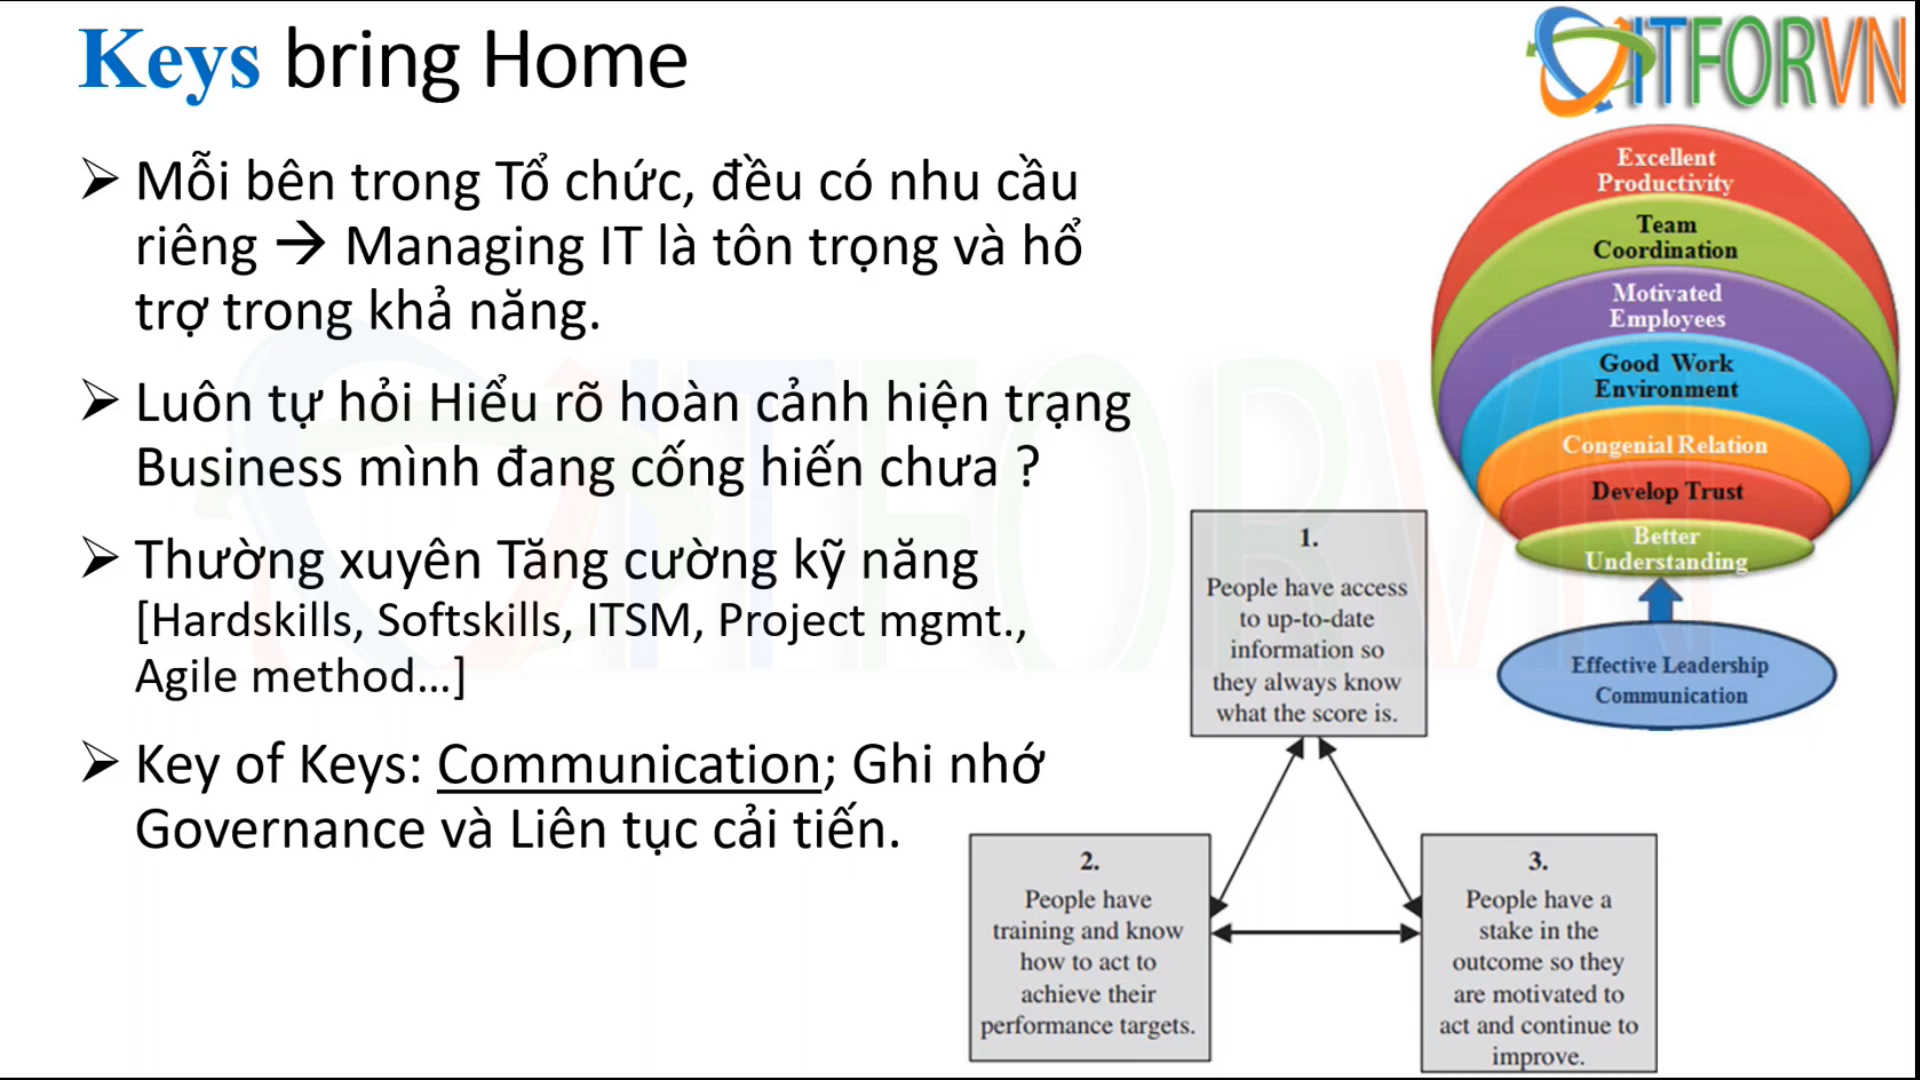 Keys bring Home
ITFORVN
➢ Mỗi bên trong Tổ chức, đều có nhu cầu
riêng → Managing IT là tôn trọng và hổ
trợ trong khả năng.
➢ Luôn tự hỏi Hiểu rõ hoàn cảnh hiện trạng
Business mình đang cống hiến chưa ?
➢ Thường xuyên Tăng cường kỹ năng
[Hardskills, Softskills, ITSM, Project mgmt.,
Agile method...]
➢ Key of Keys: Communication; Ghi nhớ
Governance và Liên tục cải tiến.
Excellent
Productivity
Team
Coordination
Motivated
Employees
Good Work
Environment
Congenial Relation
Develop Trust
Better
Understanding
Effective Leadership
Communication
1.
People have access
to up-to-date
information so
they always know
what the score is.
2.
People have
training and know
how to act to
achieve their
performance targets.
3.
People have a
stake in the
outcome so they
are motivated to
act and continue to
improve.
ITFORVN